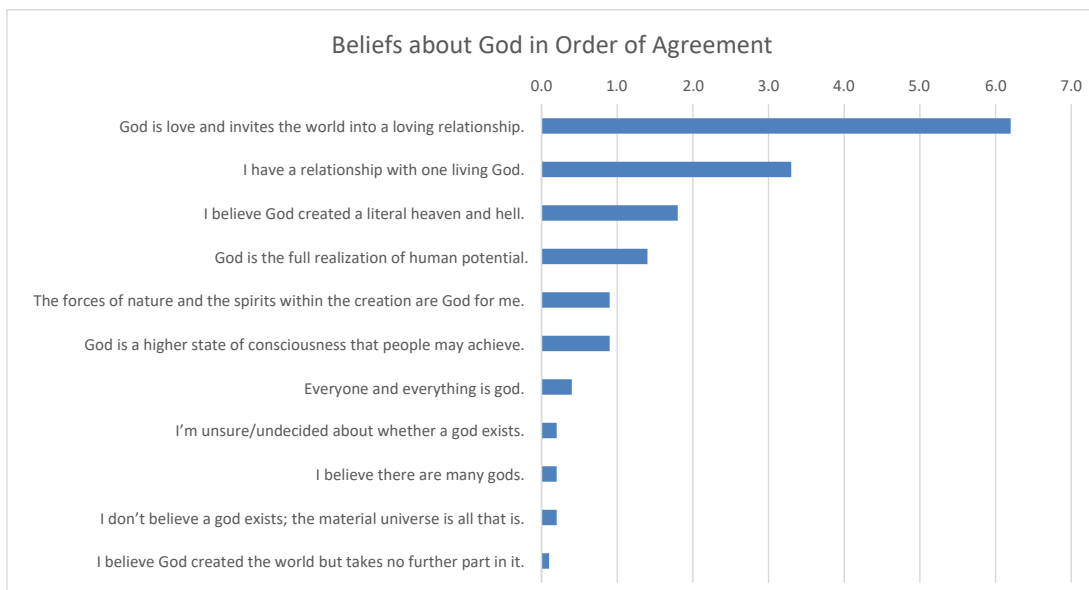 Beliefs about God in Order of Agreement
0.0 1.0 2.0 3.0 4.0 5.0 6.0 7.0
God is love and invites the world into a loving relationship.
I have a relationship with one living God.
I believe God created a literal heaven and hell.
God is the full realization of human potential.
The forces of nature and the spirits within the creation are God for me.
God is a higher state of consciousness that people may achieve.
Everyone and everything is god.
I’m unsure/undecided about whether a god exists.
I believe there are many gods.
I don’t believe a god exists; the material universe is all that is.
I believe God created the world but takes no further part in it.